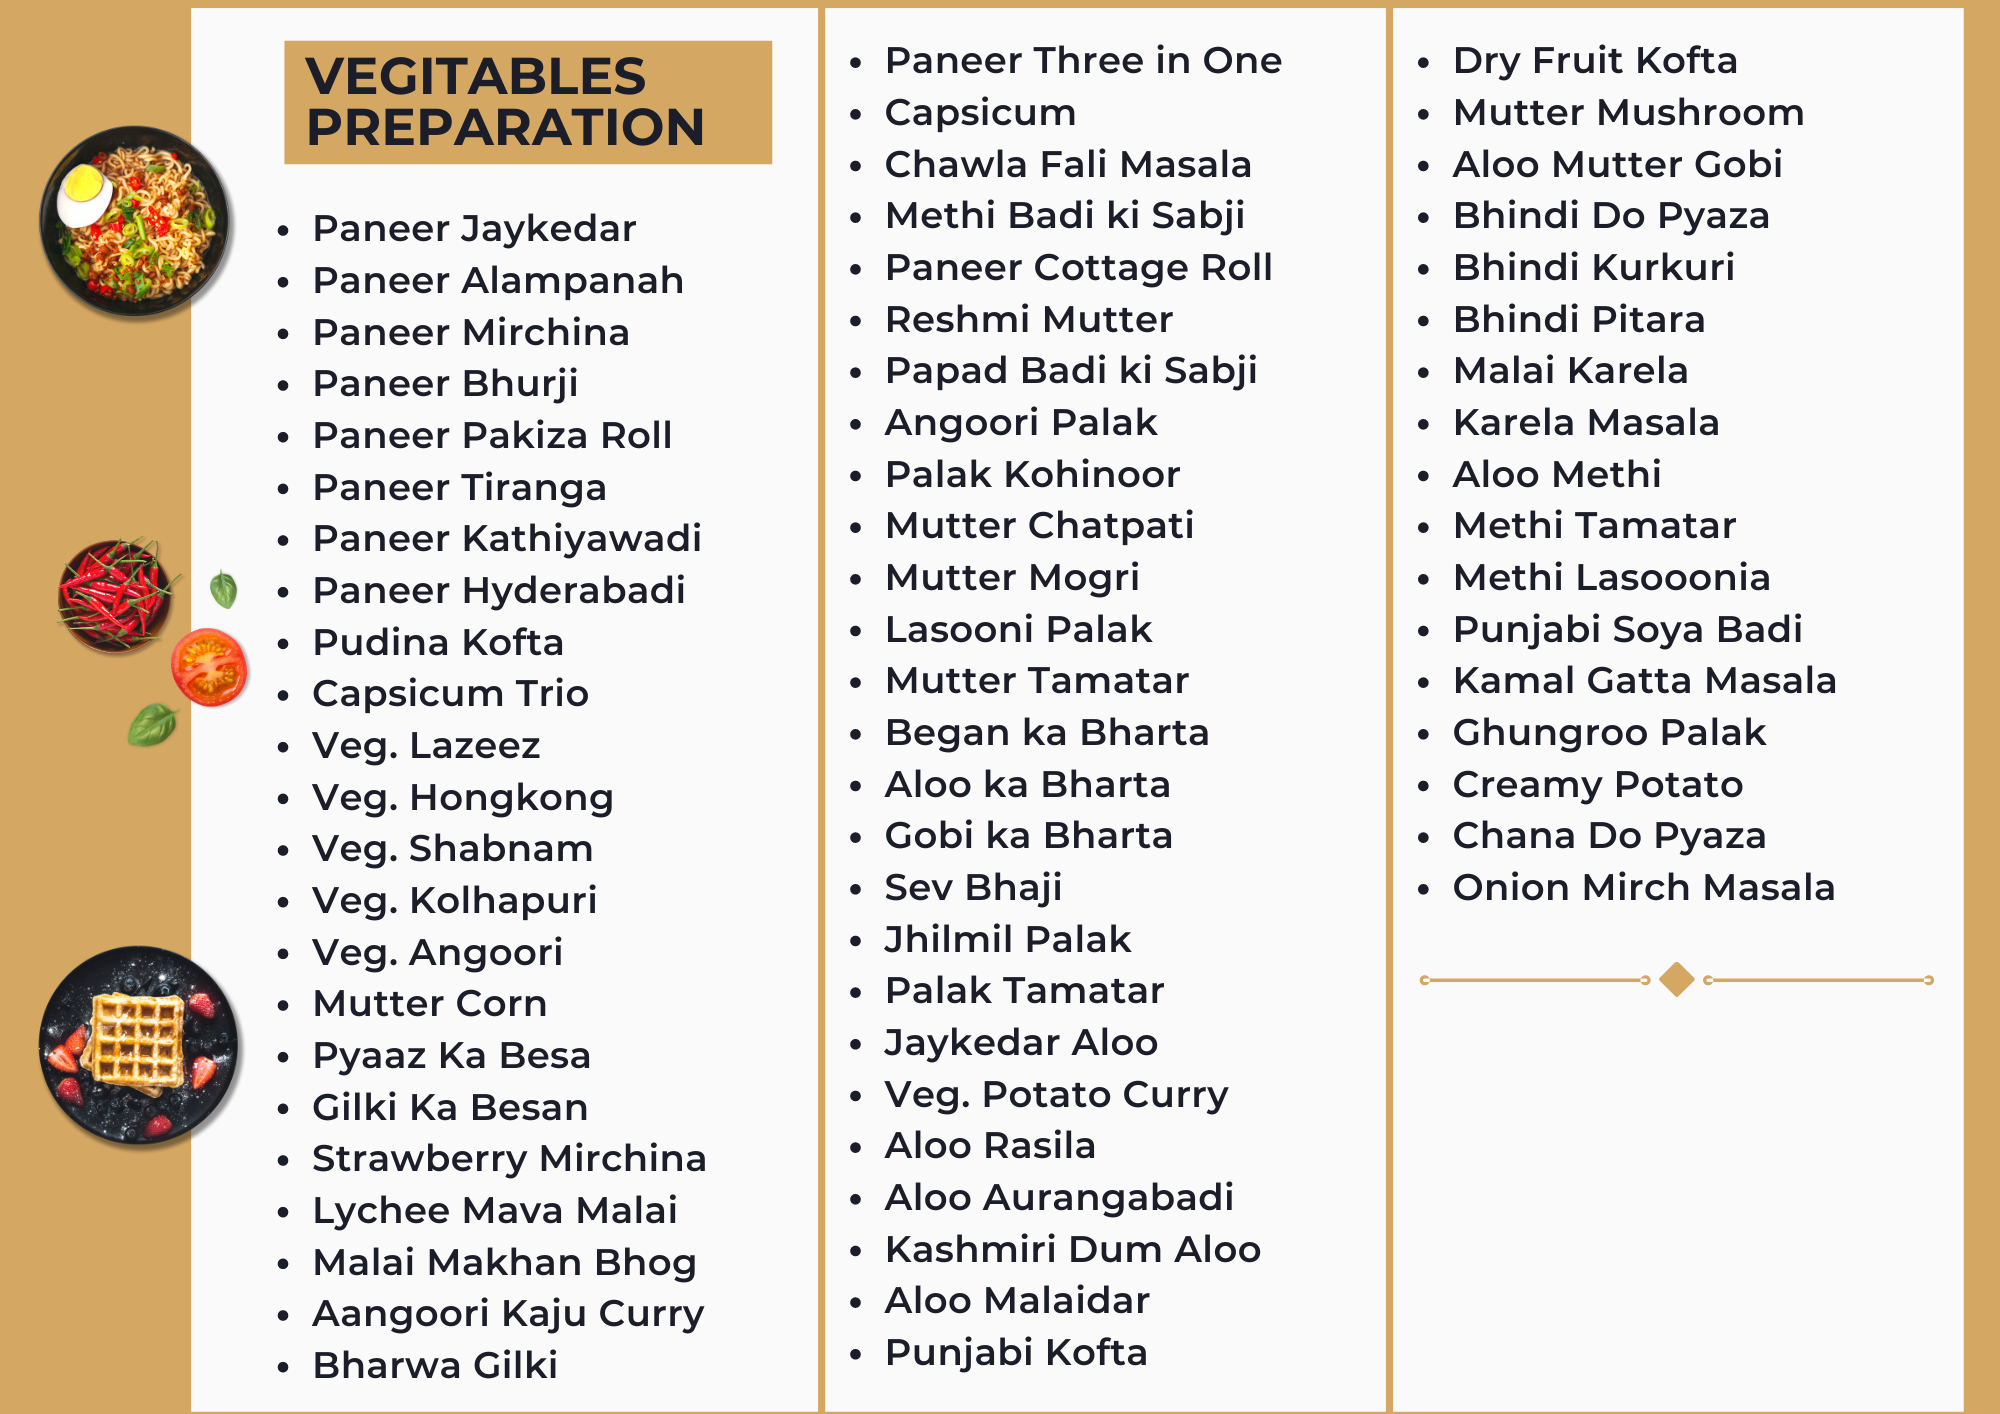 VEGITABLES
PREPARATION
• Paneer Jaykedar
• Paneer Alampanah
• Paneer Mirchina
• Paneer Bhurji
• Paneer Pakiza Roll
• Paneer Tiranga
• Paneer Kathiyawadi
• Paneer Hyderabadi
• Pudina Kofta
• Capsicum Trio
• Veg. Lazeez
• Veg. Hongkong
• Veg. Shabnam
• Veg. Kolhapuri
• Veg. Angoori
• Mutter Corn
• Pyaaz Ka Besa
• Gilki Ka Besan
• Strawberry Mirchina
• Lychee Mava Malai
• Malai Makhan Bhog
• Aangoori Kaju Curry
• Bharwa Gilki
• Paneer Three in One
• Capsicum
• Chawla Fali Masala
• Methi Badi ki Sabji
• Paneer Cottage Roll
• Reshmi Mutter
• Papad Badi ki Sabji
• Angoori Palak
• Palak Kohinoor
• Mutter Chatpati
• Mutter Mogri
• Lasooni Palak
• Mutter Tamatar
• Began ka Bharta
• Aloo ka Bharta
• Gobi ka Bharta
• Sev Bhaji
• Jhilmil Palak
• Palak Tamatar
• Jaykedar Aloo
• Veg. Potato Curry
• Aloo Rasila
• Aloo Aurangabadi
• Kashmiri Dum Aloo
• Aloo Malaidar
• Punjabi Kofta
• Dry Fruit Kofta
• Mutter Mushroom
• Aloo Mutter Gobi
• Bhindi Do Pyaza
• Bhindi Kurkuri
• Bhindi Pitara
• Malai Karela
• Karela Masala
• Aloo Methi
• Methi Tamatar
• Methi Lasooonia
• Punjabi Soya Badi
• Kamal Gatta Masala
• Ghungroo Palak
• Creamy Potato
• Chana Do Pyaza
• Onion Mirch Masala